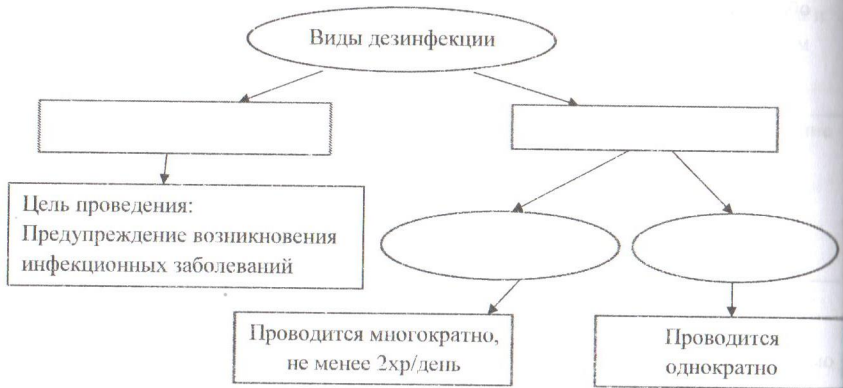 Виды дезинфекции
Цель проведения:
Предупреждение возникновения
инфекционных заболеваний
Проводится многократно,
не менее 2хр/день
Проводится
однократно